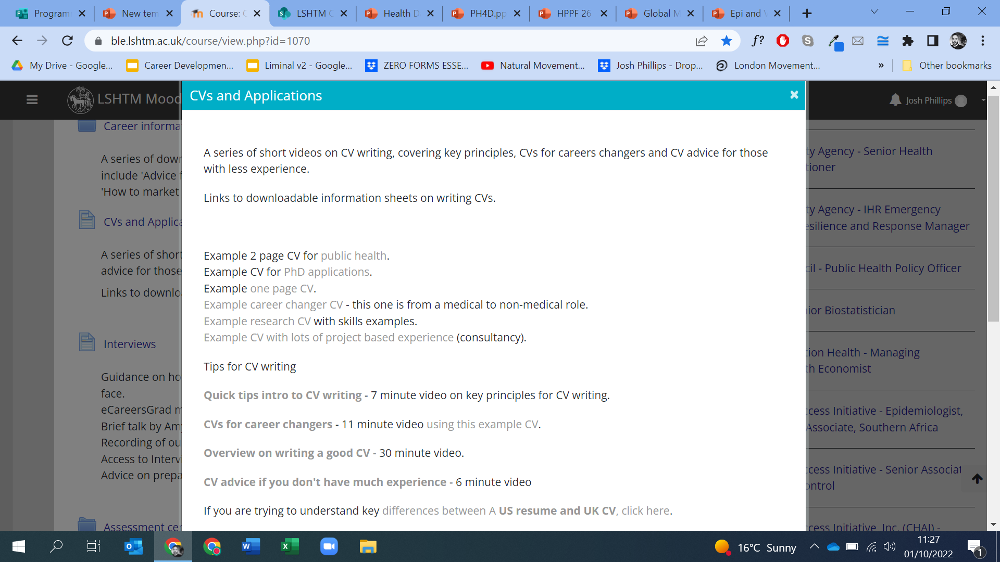 Program
New tem
Course: C
LSHTM C
Health D
PH4D.pp
HPPF 26
Global M
Epi and V
ble.lshtm.ac.uk/course/view.php?id=1070
f?
My Drive - Google...
Career Developmen...
Liminal v2 - Google...
ZERO FORMS ESSE...
Natural Movement...
Josh Phillips - Drop...
London Movement...
»
Other bookmarks
LSHTM Mood
CVs and Applications
Josh Phillips
Career informa
A series of down
include 'Advice f
'How to market
CVs and Applica
A series of short
advice for those
Links to downlo
Interviews
Guidance on ho
face.
eCareersGrad m
Brief talk by Amy
Recording of ou
Access to Interv
Advice on prepa
Assessment cen
A series of short videos on CV writing, covering key principles, CVs for careers changers and CV advice for those
with less experience.
Links to downloadable information sheets on writing CVs.
Example 2 page CV for public health.
Example CV for PhD applications.
Example one page CV.
Example career changer CV - this one is from a medical to non-medical role.
Example research CV with skills examples.
Example CV with lots of project based experience (consultancy).
Tips for CV writing
Quick tips intro to CV writing - 7 minute video on key principles for CV writing.
CVs for career changers - 11 minute video using this example CV.
Overview on writing a good CV - 30 minute video.
CV advice if you don't have much experience - 6 minute video
If you are trying to understand key differences between A US resume and UK CV, click here.
ty Agency - Senior Health
tioner
ty Agency - IHR Emergency
esilience and Response Manager
cil - Public Health Policy Officer
nior Biostatistician
tion Health - Managing
th Economist
ccess Initiative - Epidemiologist,
Associate, Southern Africa
ccess Initiative - Senior Associat
ontrol
ccess Initiative, Inc. (CHAI) -
16°C Sunny
11:27
01/10/2022
1